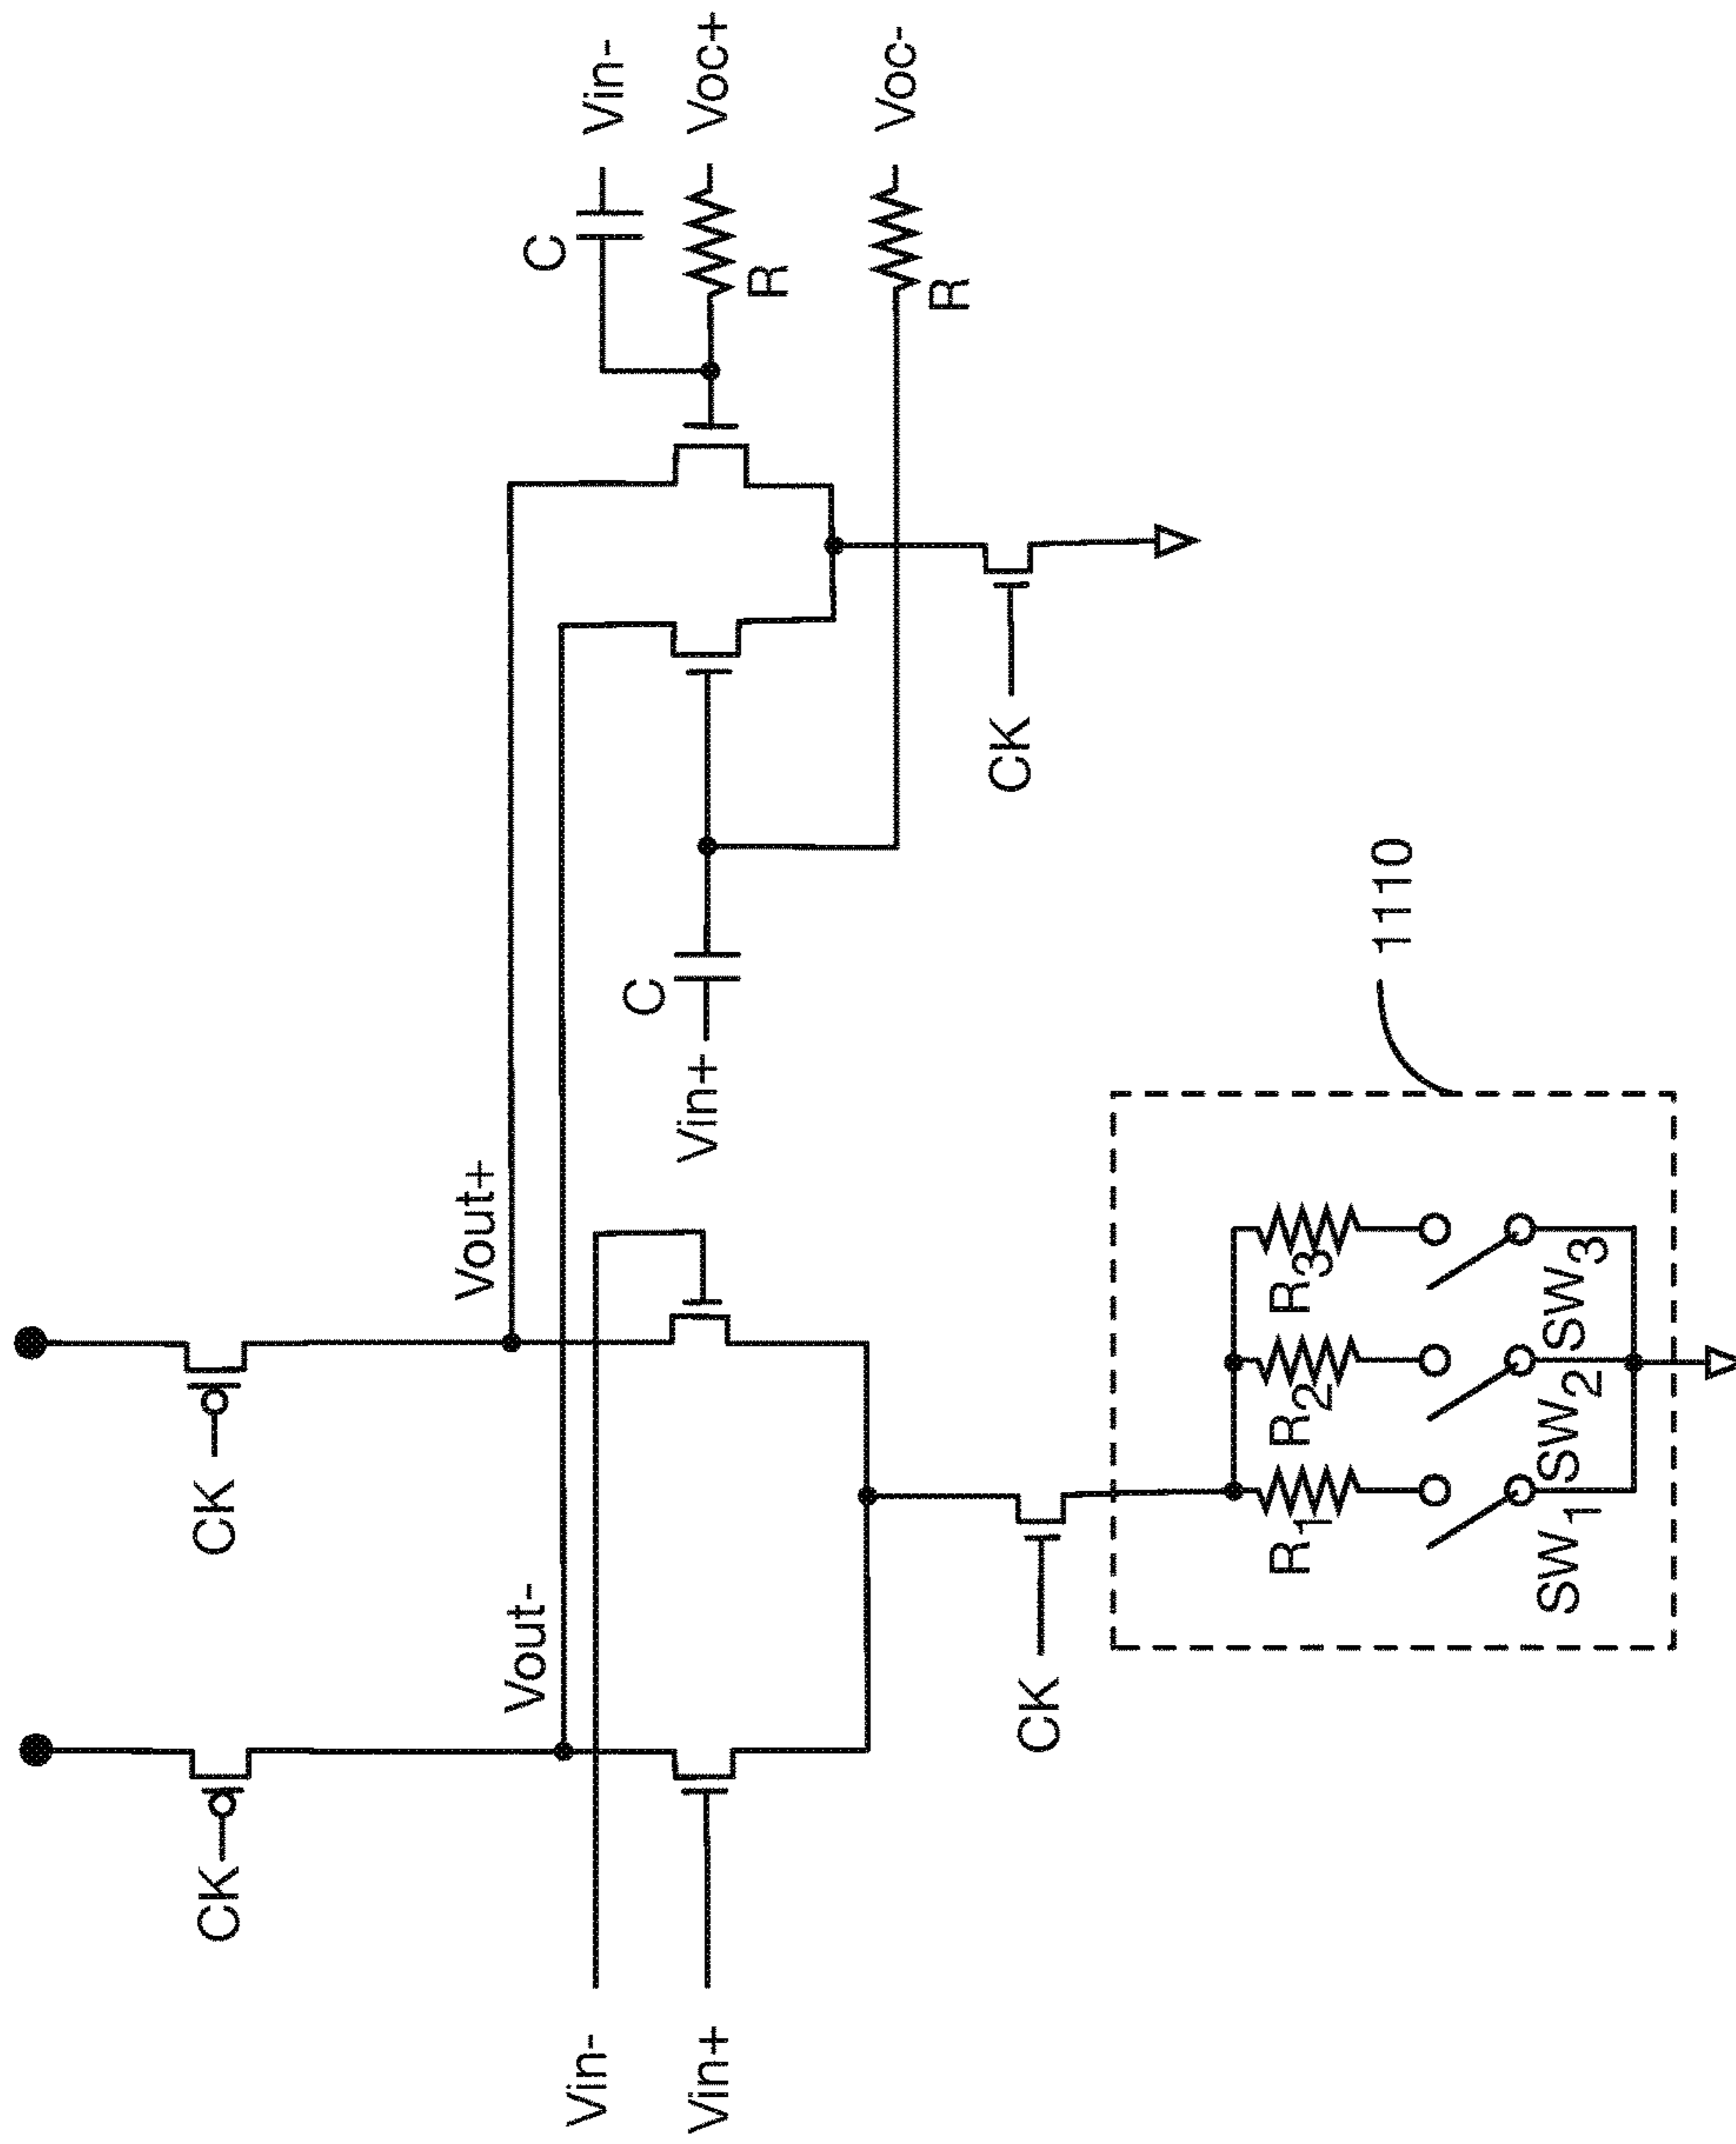 CK
CK
Vout-
Vout+
Vin-
Vin+
CK
R1
R2
R3
SW1
SW2
SW3
1110
Vin+
C
CK
C
Vin-
R
Voc+
R
Voc-